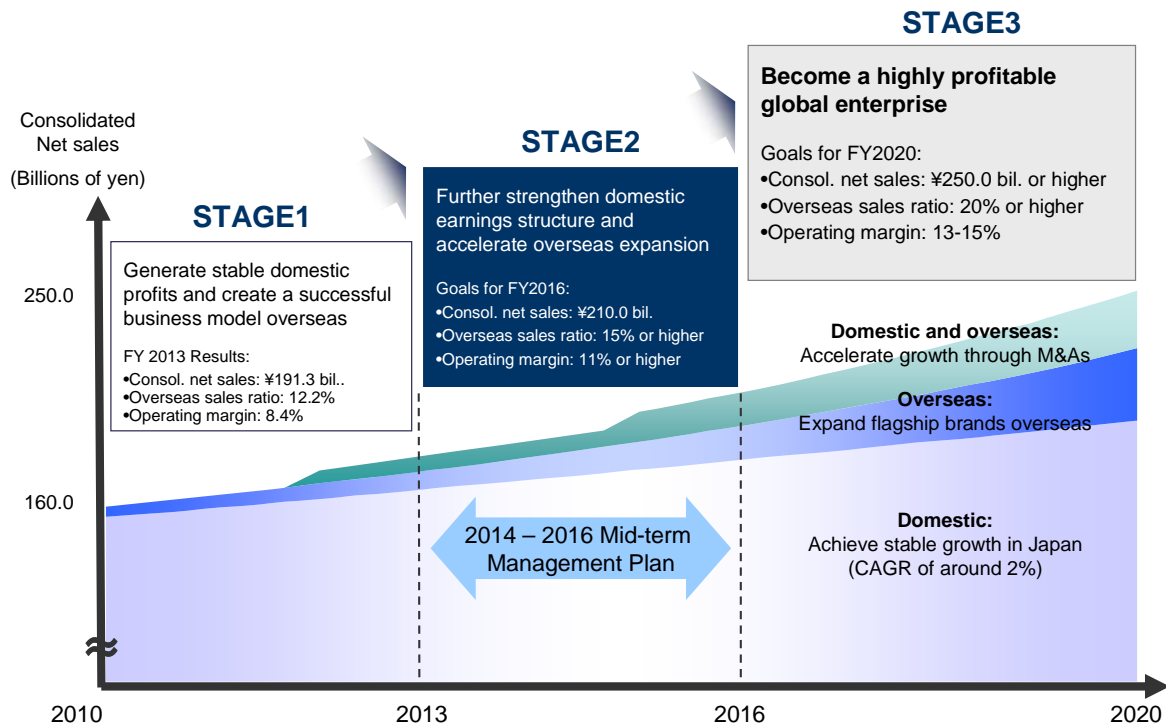 STAGE3
Become a highly profitable
global enterprise
Goals for FY2020:
•Consol. net sales: ¥250.0 bil. or higher
•Overseas sales ratio: 20% or higher
•Operating margin: 13-15%
Consolidated
Net sales
(Billions of yen)
STAGE2
Further strengthen domestic
earnings structure and
accelerate overseas expansion
Goals for FY2016:
•Consol. net sales: ¥210.0 bil.
•Overseas sales ratio: 15% or higher
•Operating margin: 11% or higher
STAGE1
Generate stable domestic
profits and create a successful
business model overseas
FY 2013 Results:
•Consol. net sales: ¥191.3 bil..
•Overseas sales ratio: 12.2%
•Operating margin: 8.4%
250.0
160.0
Domestic and overseas:
Accelerate growth through M&As
Overseas:
Expand flagship brands overseas
Domestic:
Achieve stable growth in Japan
(CAGR of around 2%)
2014 – 2016 Mid-term
Management Plan
2010
2013
2016
2020